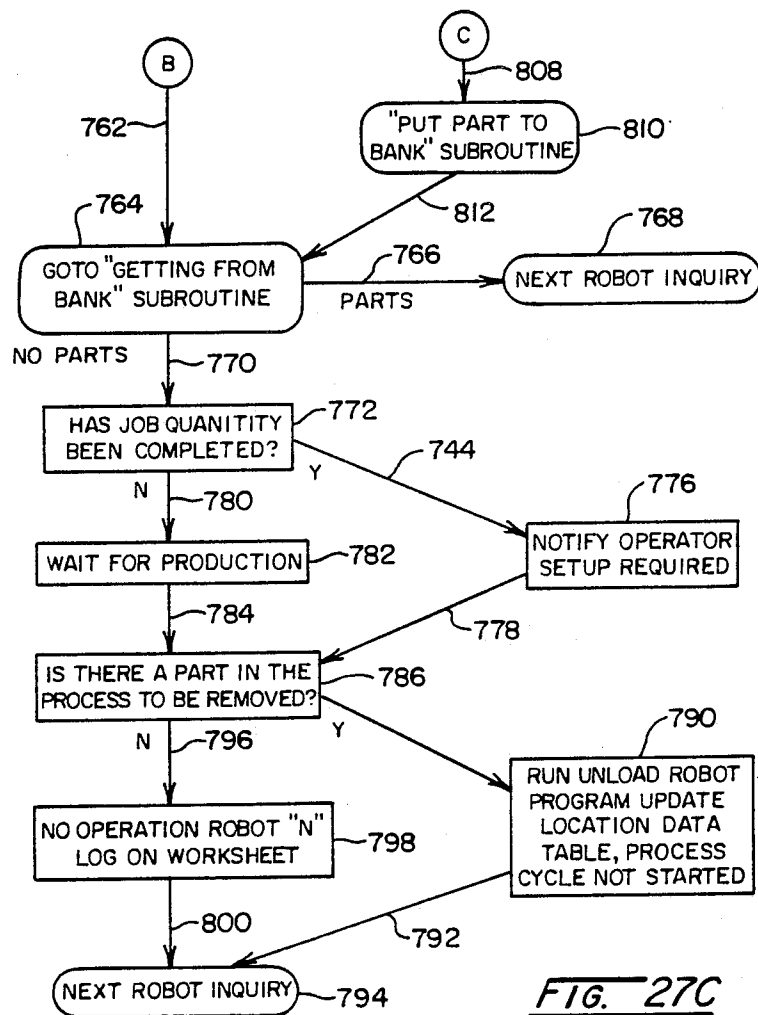 B
C
808
762
"PUT PART TO
BANK" SUBROUTINE
810
812
764
768
GOTO "GETTING FROM
BANK" SUBROUTINE
766
PARTS
NEXT ROBOT INQUIRY
NO PARTS
770
HAS JOB QUANITITY
BEEN COMPLETED?
772
744
N
780
Y
776
WAIT FOR PRODUCTION
782
NOTIFY OPERATOR
SETUP REQUIRED
784
778
IS THERE A PART IN THE
PROCESS TO BE REMOVED?
786
N
796
Y
790
RUN UNLOAD ROBOT
PROGRAM UPDATE
LOCATION DATA
TABLE, PROCESS
CYCLE NOT STARTED
NO OPERATION ROBOT "N"
LOG ON WORKSHEET
798
800
792
NEXT ROBOT INQUIRY
794
FIG. 27C